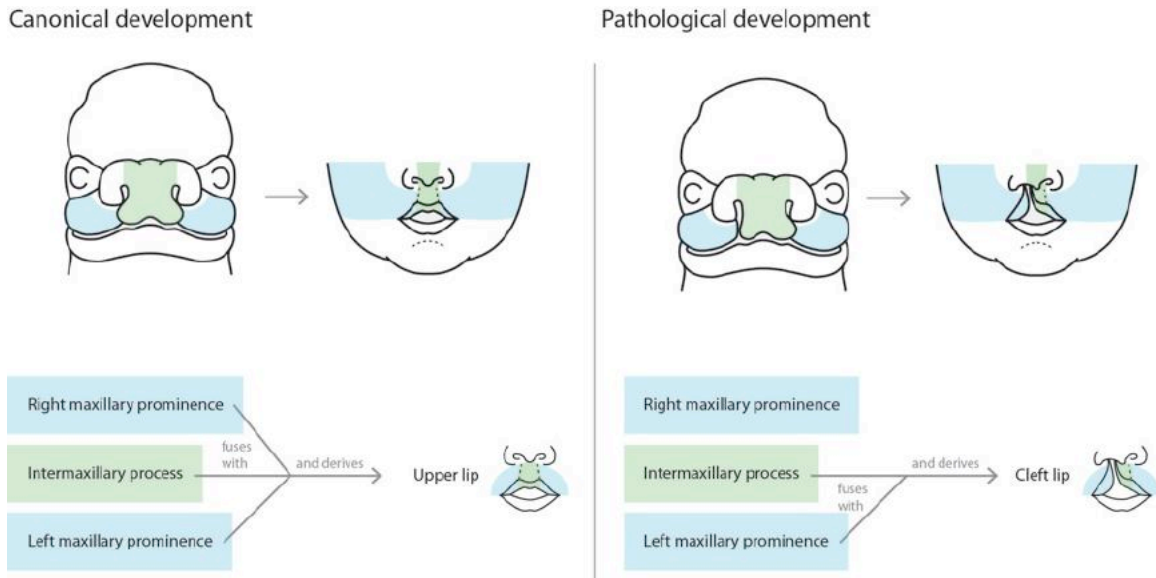 Canonical development
Pathological development
Right maxillary prominence
fuses
with
Intermaxillary process
and derives
Upper lip
Left maxillary prominence
Right maxillary prominence
Intermaxillary process
and derives
Cleft lip
fuses
with
Left maxillary prominence